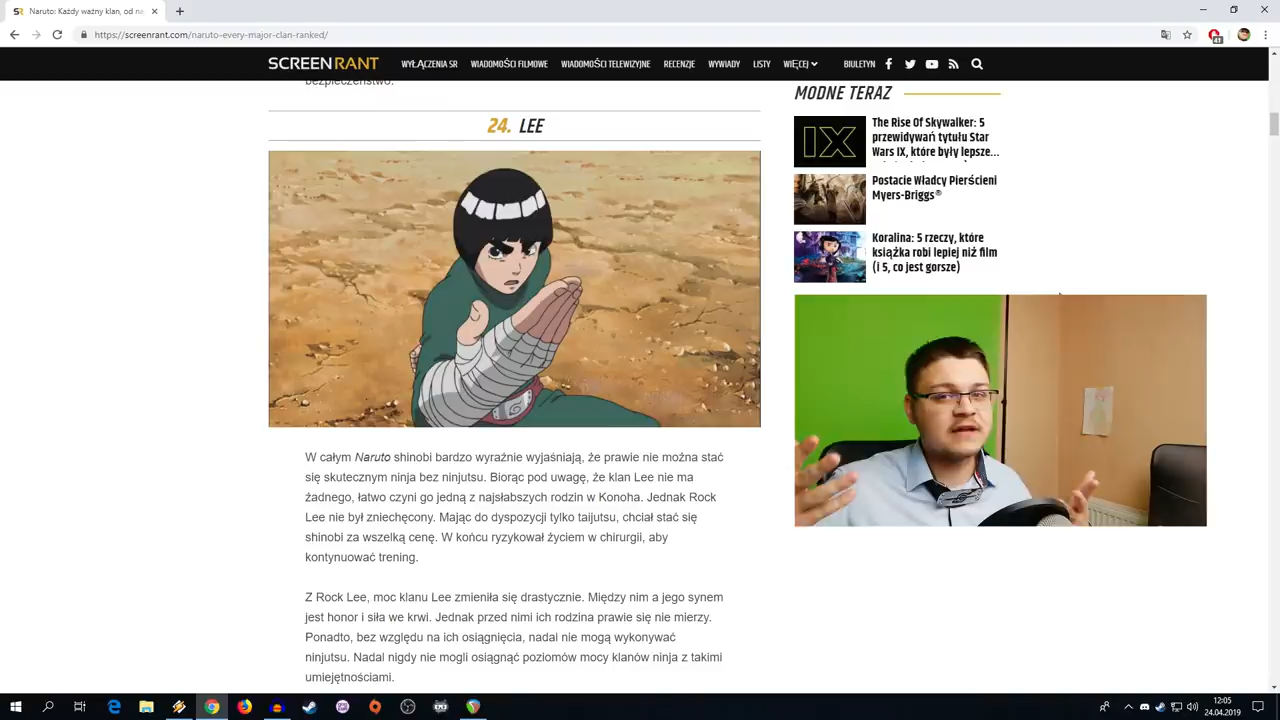 Naruto: Każdy ważny klan, od na
https://screenrant.com/naruto-every-major-clan-ranked/
41
SCREENRANT
WYŁĄCZENIA SR WIADOMOŚCI FILMOWE WIADOMOŚCI TELEWIZYJNE RECENZJE WYWIADY LISTY WIĘCEJ BIULETYN
bezpieczeństwo.
24. LEE
W całym Naruto shinobi bardzo wyraźnie wyjaśniają, że prawie nie można stać
się skutecznym ninja bez ninjutsu. Biorąc pod uwagę, że klan Lee nie ma
żadnego, łatwo czyni go jedną z najsłabszych rodzin w Konoha. Jednak Rock
Lee nie był zniechęcony. Mając do dyspozycji tylko taijutsu, chciał stać się
shinobi za wszelką cenę. W końcu ryzykował życiem w chirurgii, aby
kontynuować trening.
Z Rock Lee, moc klanu Lee zmieniła się drastycznie. Między nim a jego synem
jest honor i siła we krwi. Jednak przed nimi ich rodzina prawie się nie mierzy.
Ponadto, bez względu na ich osiągnięcia, nadal nie mogą wykonywać
ninjutsu. Nadal nigdy nie mogli osiągnąć poziomów mocy klanów ninja z takimi
umiejętnościami.
MODNE TERAZ
The Rise Of Skywalker: 5
przewidywań tytułu Star
Wars IX, które były lepsze...
IX
Postacie Władcy Pierścieni
Myers-Briggs®
Koralina: 5 rzeczy, które
książka robi lepiej niż film
(i 5, co jest gorsze)
12:05
24.04.2019